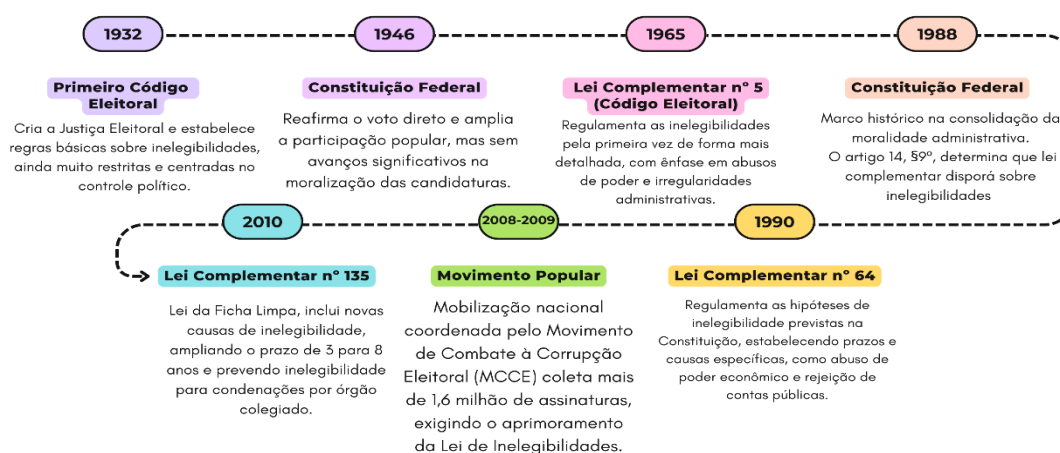 1932
1946
1965
1988
Primeiro Código
Eleitoral
Cria a Justiça Eleitoral e estabelece
regras básicas sobre inelegibilidades,
ainda muito restritas e centradas no
controle político.
Constituição Federal
Reafirma o voto direto e amplia
a participação popular, mas sem
avanços significativos na
moralização das candidaturas.
Lei Complementar nº 5
(Código Eleitoral)
Regulamenta as inelegibilidades
pela primeira vez de forma mais
detalhada, com ênfase em abusos
de poder e irregularidades
administrativas.
Constituição Federal
Marco histórico na consolidação da
moralidade administrativa.
O artigo 14, §9º, determina que lei
complementar disporá sobre
inelegibilidades
2010
2008-2009
1990
Lei Complementar nº 135
Lei da Ficha Limpa, inclui novas
causas de inelegibilidade,
ampliando o prazo de 3 para 8
anos e prevendo inelegibilidade
para condenações por órgão
colegiado.
Movimento Popular
Mobilização nacional
coordenada pelo Movimento
de Combate à Corrupção
Eleitoral (MCCE) coleta mais
de 1,6 milhão de assinaturas,
exigindo o aprimoramento
da Lei de Inelegibilidades.
Lei Complementar nº 64
Regulamenta as hipóteses de
inelegibilidade previstas na
Constituição, estabelecendo prazos e
causas específicas, como abuso de
poder econômico e rejeição de
contas públicas.